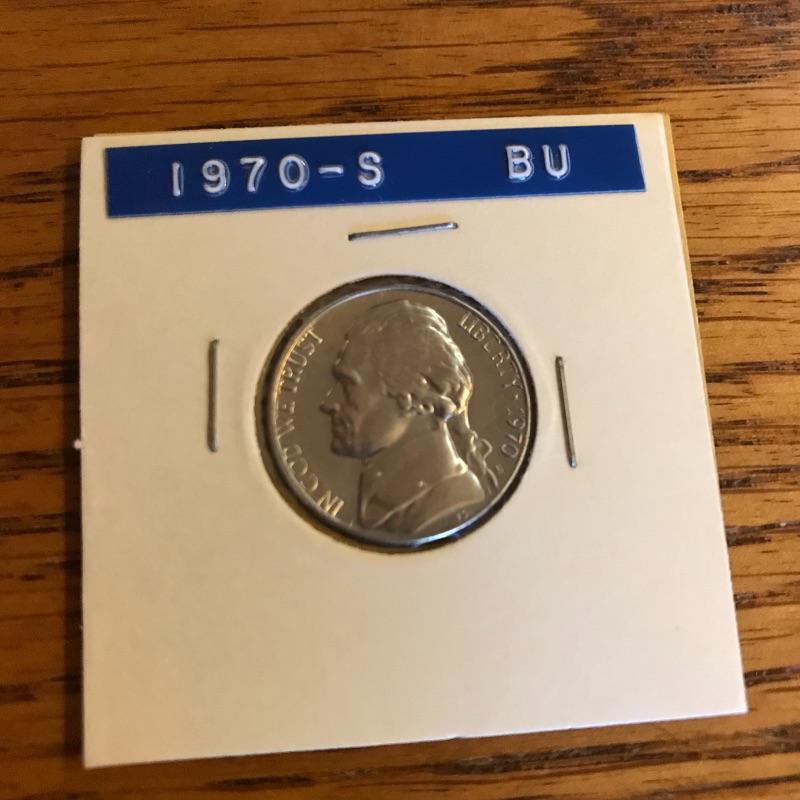 1970-S BU
IN GOD WE TRUST
LIBERTY · 1970